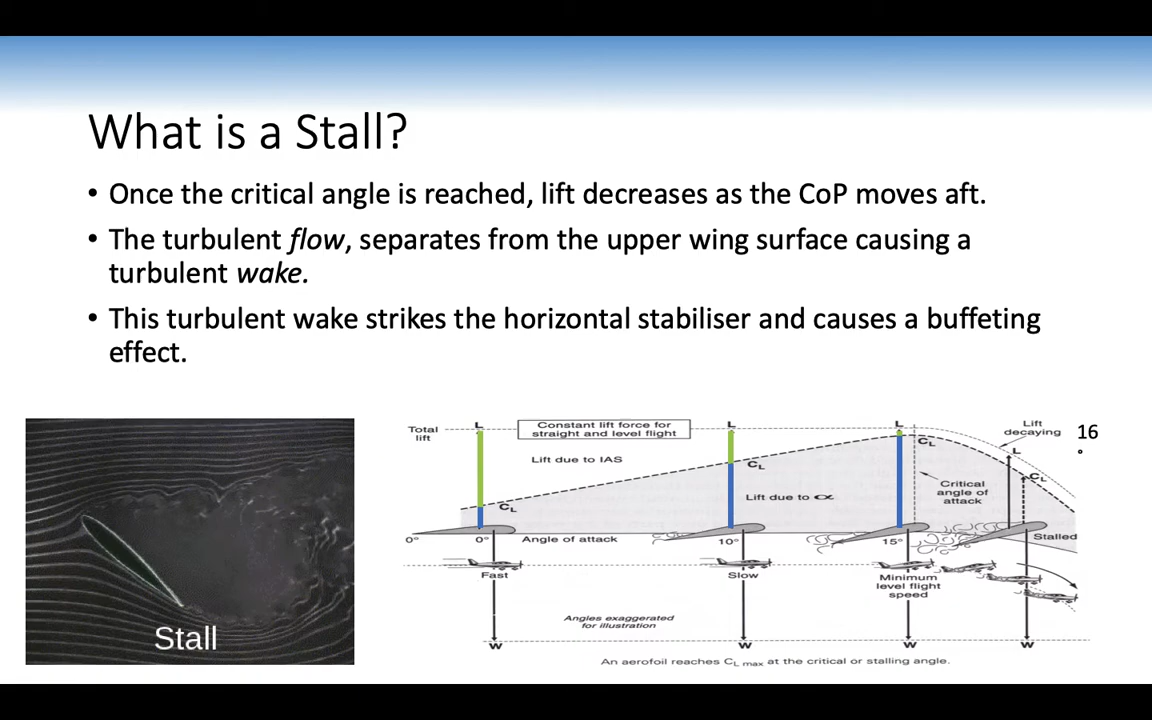 What is a Stall?
• Once the critical angle is reached, lift decreases as the CoP moves aft.
• The turbulent flow, separates from the upper wing surface causing a
turbulent wake.
• This turbulent wake strikes the horizontal stabiliser and causes a buffeting
effect.
Stall
Total
lift
L
Constant lift force for
straight and level flight
L
L
Lift
decaying
16
°
Lift due to IAS
CL
CL
L
CL
Lift due to ∝
Critical
angle of
attack
CL
0°
0°
Angle of attack
10°
15°
Stalled
Fast
Slow
Minimum
level flight
speed
Angles exaggerated
for illustration
W
W
W
W
An aerofoil reaches CL max at the critical or stalling angle.